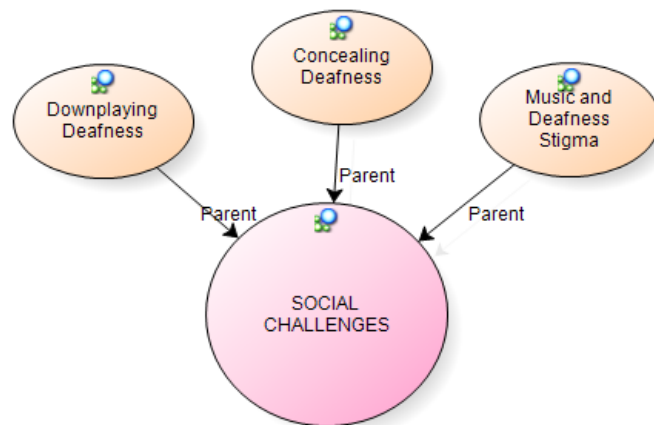 Concealing
Deafness
Downplaying
Deafness
Music and
Deafness
Stigma
Parent
Parent
Parent
SOCIAL
CHALLENGES